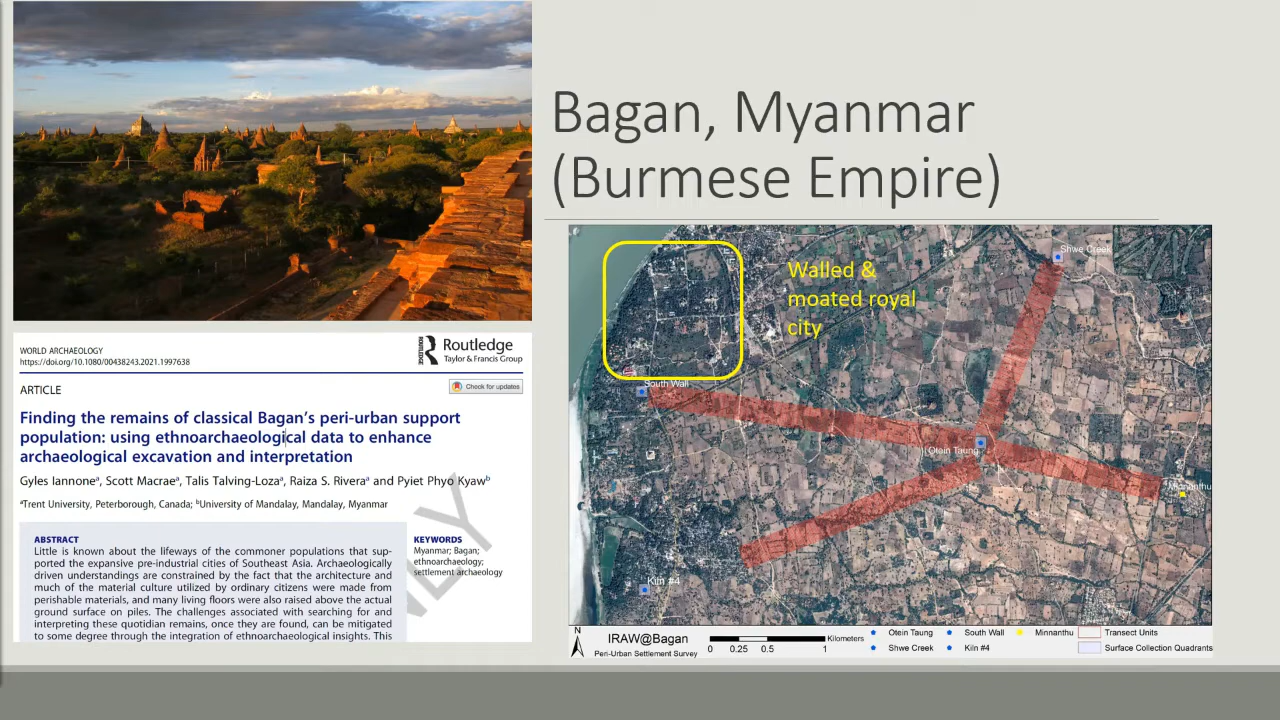 Bagan, Myanmar
(Burmese Empire)
WORLD ARCHAEOLOGY
https://doi.org/10.1080/00438243.2021.1997638
ROUTLEDGE
Routledge
Taylor & Francis Group
ARTICLE
Check for updates
Finding the remains of classical Bagan's peri-urban support
population: using ethnoarchaeological data to enhance
archaeological excavation and interpretation
Gyles Iannoneᵃ, Scott Macraeᵃ, Talis Talving-Lozaᵃ, Raiza S. Riveraᵃ and Pyiet Phyo Kyawᵇ
ᵃTrent University, Peterborough, Canada; ᵇUniversity of Mandalay, Mandalay, Myanmar
ABSTRACT
Little is known about the lifeways of the commoner populations that sup-
ported the expansive pre-industrial cities of Southeast Asia. Archaeologically
driven understandings are constrained by the fact that the architecture and
much of the material culture utilized by ordinary citizens were made from
perishable materials, and many living floors were also raised above the actual
ground surface on piles. The challenges associated with searching for and
interpreting these quotidian remains, once they are found, can be mitigated
to some degree through the integration of ethnoarchaeological insights. This
KEYWORDS
Myanmar; Bagan;
ethnoarchaeology;
settlement archaeology
Walled &
moated royal
city
Shwe Creek
South Wall
Otein Taung
Minnanthu
Kiln #4
N
IRAW@Bagan
Peri-Urban Settlement Survey
Kilometers
0 0.25 0.5 1
Otein Taung
South Wall
Minnanthu
Transect Units
Shwe Creek
Kiln #4
Surface Collection Quadrants